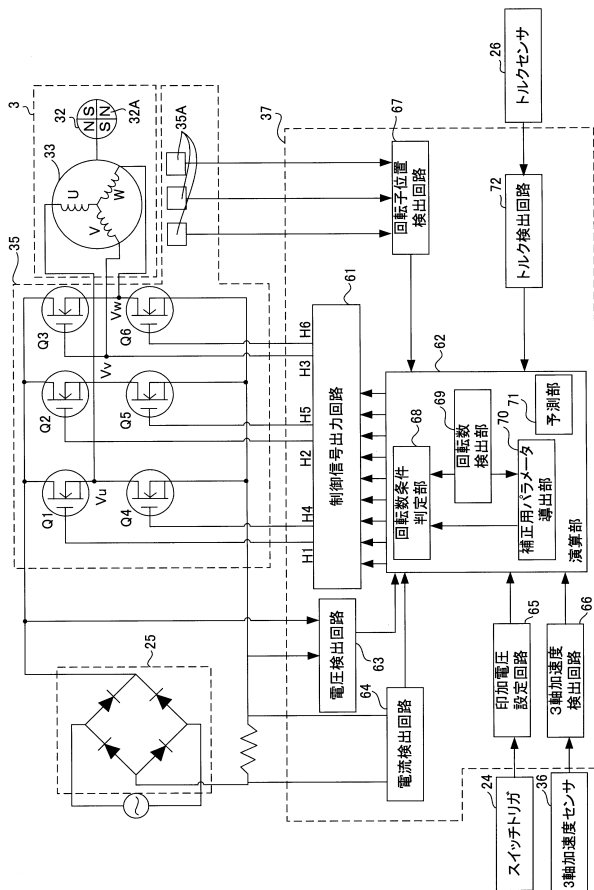 3
32
33
N
S
S
N
32A
U
V
W
35
35A
Q3
Q6
Vw
Q2
Q5
Vv
Q1
Q4
Vu
25
37
H1
H4
H2
H5
H3
H6
制御信号出力回路
61
62
67
回転子位置
検出回路
26
トルクセンサ
72
トルク検出回路
電圧検出回路
63
64
電流検出回路
回転数条件
判定部
68
69
回転数
検出部
70
補正用パラメータ
導出部
71
予測部
演算部
印加電圧
設定回路
65
3軸加速度
検出回路
66
24
スイッチトリガ
36
3軸加速度センサ